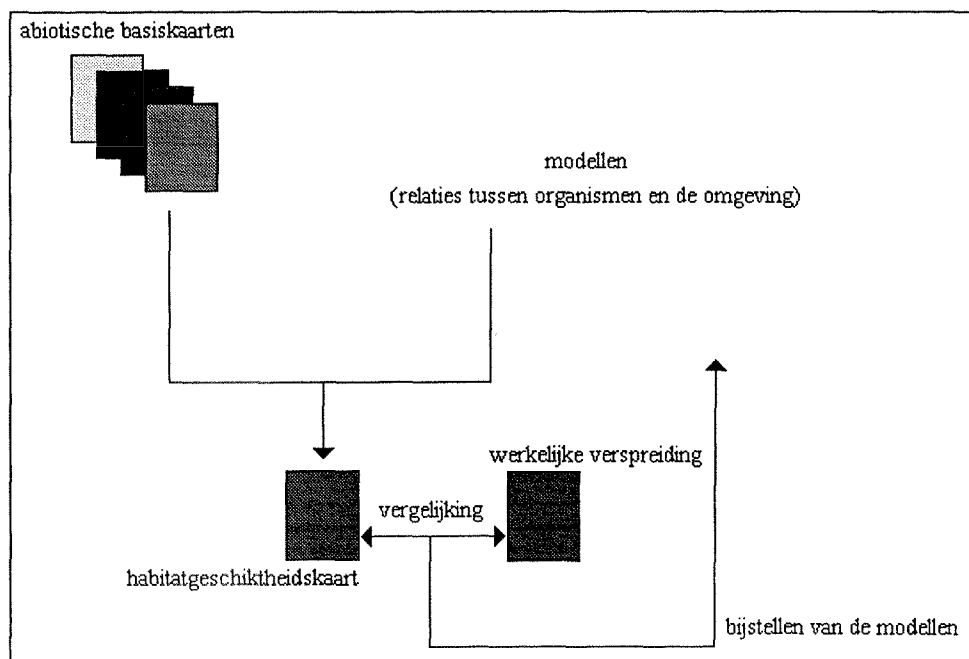 abiotische basiskaarten
modellen
(relaties tussen organismen en de omgeving)
werkelijke verspreiding
vergelijking
habitatgeschiktheidskaart
bijstellen van de modellen